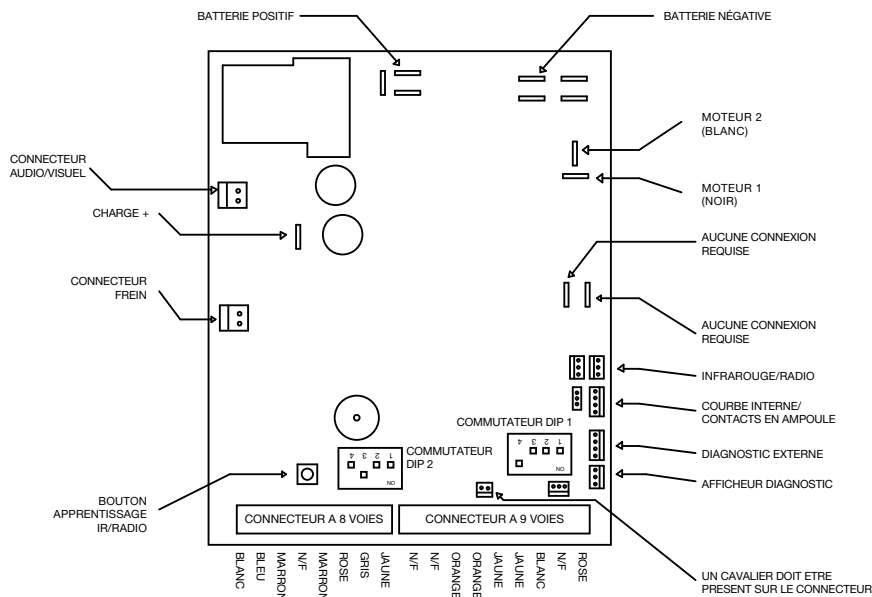 BATTERIE POSITIF
BATTERIE NÉGATIVE
MOTEUR 2
(BLANC)
CONNECTEUR
AUDIO/VISUEL
MOTEUR 1
(NOIR)
CHARGE +
AUCUNE CONNEXION
REQUISE
CONNECTEUR
FREIN
AUCUNE CONNEXION
REQUISE
INFRAROUGE/RADIO
COURBE INTERNE/
CONTACTS EN AMPOULE
COMMUTATEUR DIP 1
4 3 2 1
ON
COMMUTATEUR
DIP 2
4 3 2 1
ON
DIAGNOSTIC EXTERNE
AFFICHEUR DIAGNOSTIC
BOUTON
APPRENTISSAGE
IR/RADIO
CONNECTEUR A 8 VOIES
CONNECTEUR A 9 VOIES
BLANC
BLEU
MARRON
N/F
MARRON
ROSE
GRIS
JAUNE
N/F
N/F
ORANGE
ORANGE
JAUNE
JAUNE
BLANC
N/F
ROSE
UN CAVALIER DOIT ETRE
PRESENT SUR LE CONNECTEUR